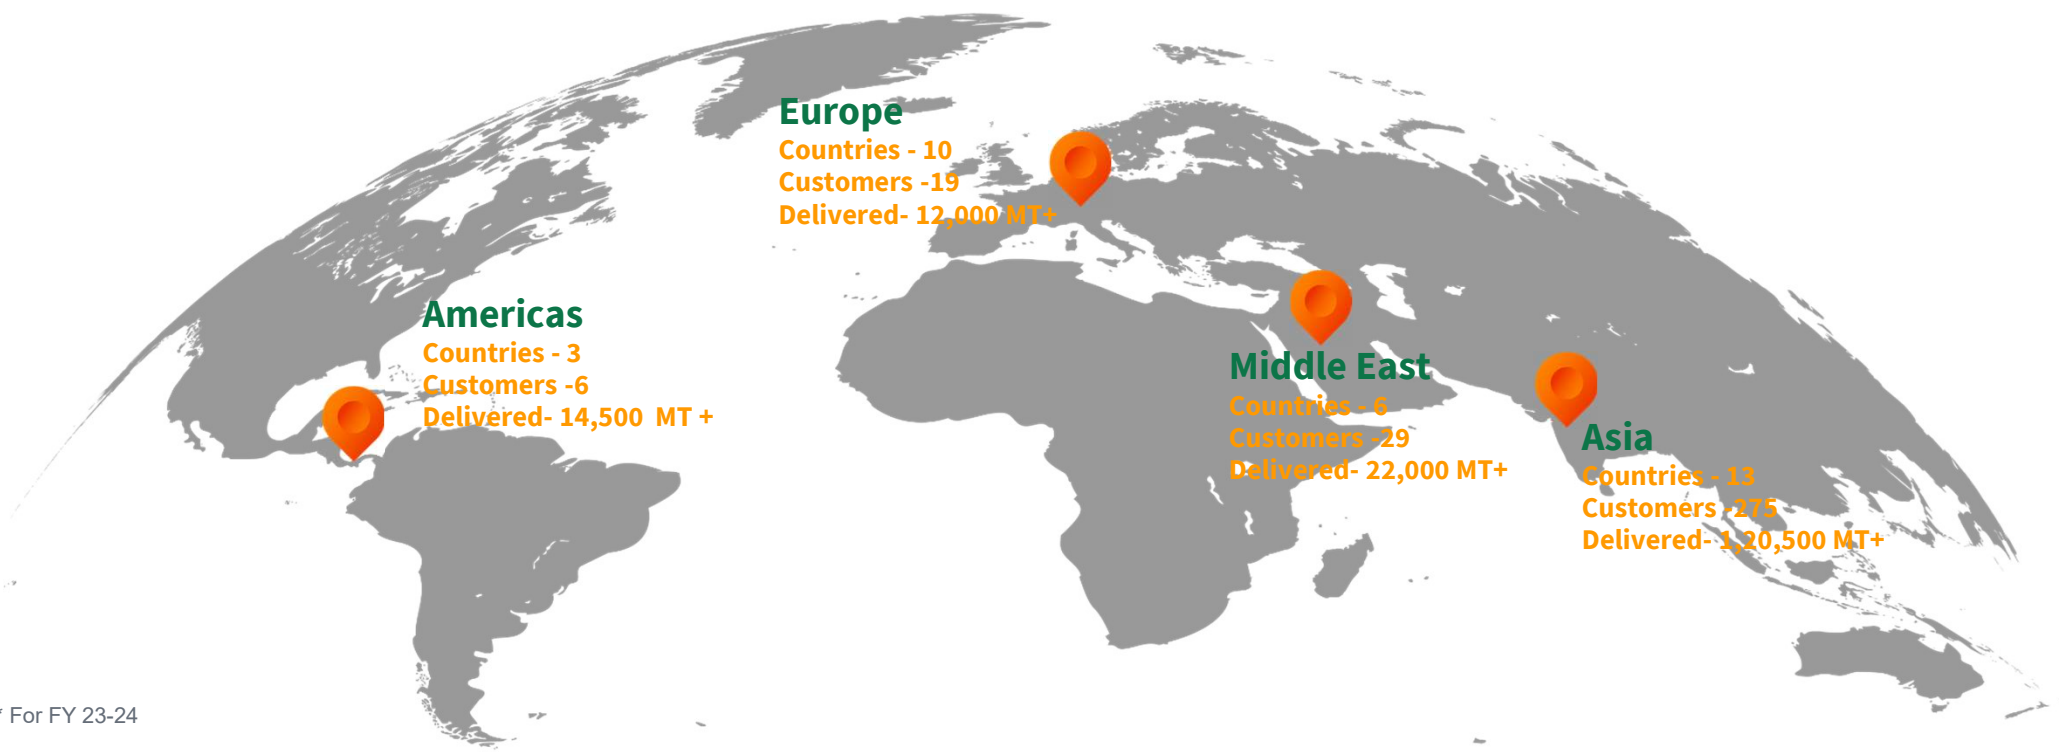 Europe
Countries - 10
Customers -19
Delivered- 12,000 MT+
Americas
Countries - 3
Customers -6
Delivered- 14,500  MT +
Middle East
Countries - 6
Customers -29
Delivered- 22,000 MT+
Asia
Countries - 13
Customers -275
Delivered- 1,20,500 MT+
* For FY 23-24